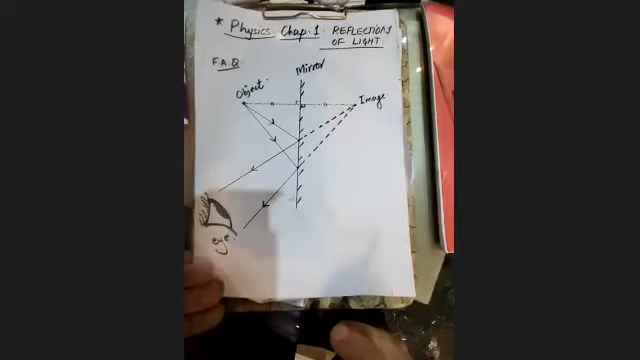 * Physics Chap. 1 REFLECTIONS
OF LIGHT
F.A.Q
Mirror
Object
Image
eye